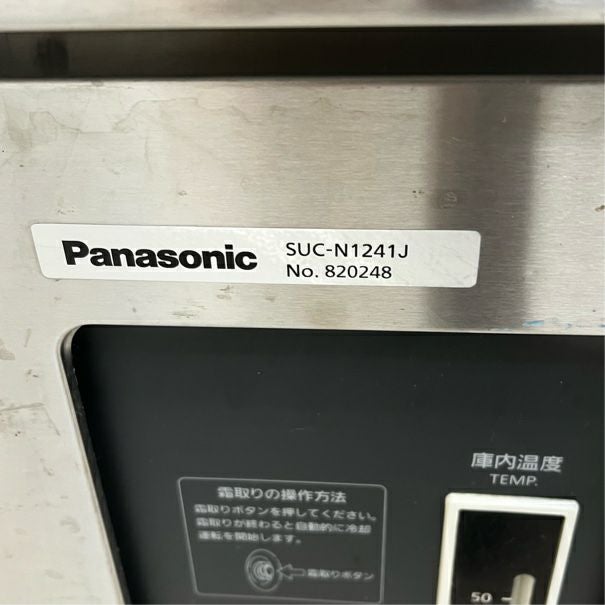 Panasonic SUC-N1241J
No. 820248
庫内温度
TEMP.
霜取りの操作方法
霜取りボタンを押してください。
霜取りが終わると自動的に冷却
運転を開始します。
霜取りボタン
50